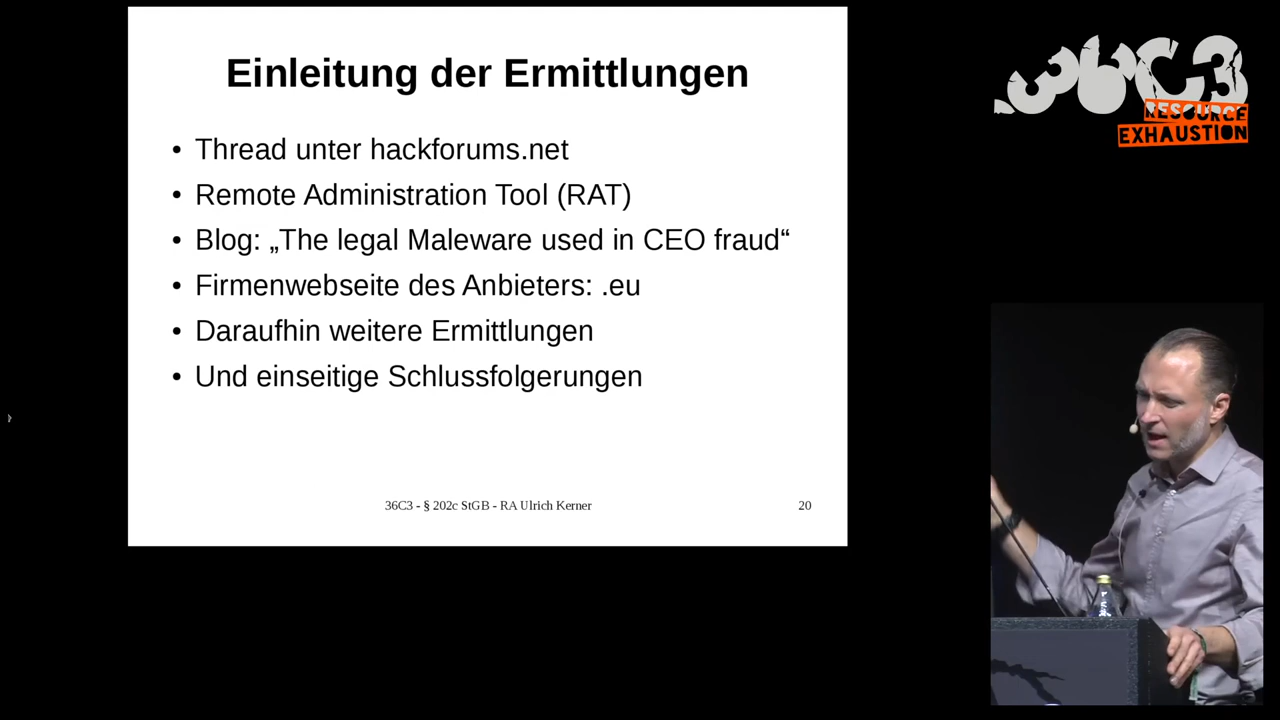 Einleitung der Ermittlungen
• Thread unter hackforums.net
• Remote Administration Tool (RAT)
• Blog: „The legal Maleware used in CEO fraud“
• Firmenwebseite des Anbieters: .eu
• Daraufhin weitere Ermittlungen
• Und einseitige Schlussfolgerungen
36C3 - § 202c StGB - RA Ulrich Kerner
20
36C3
RESOURCE
EXHAUSTION